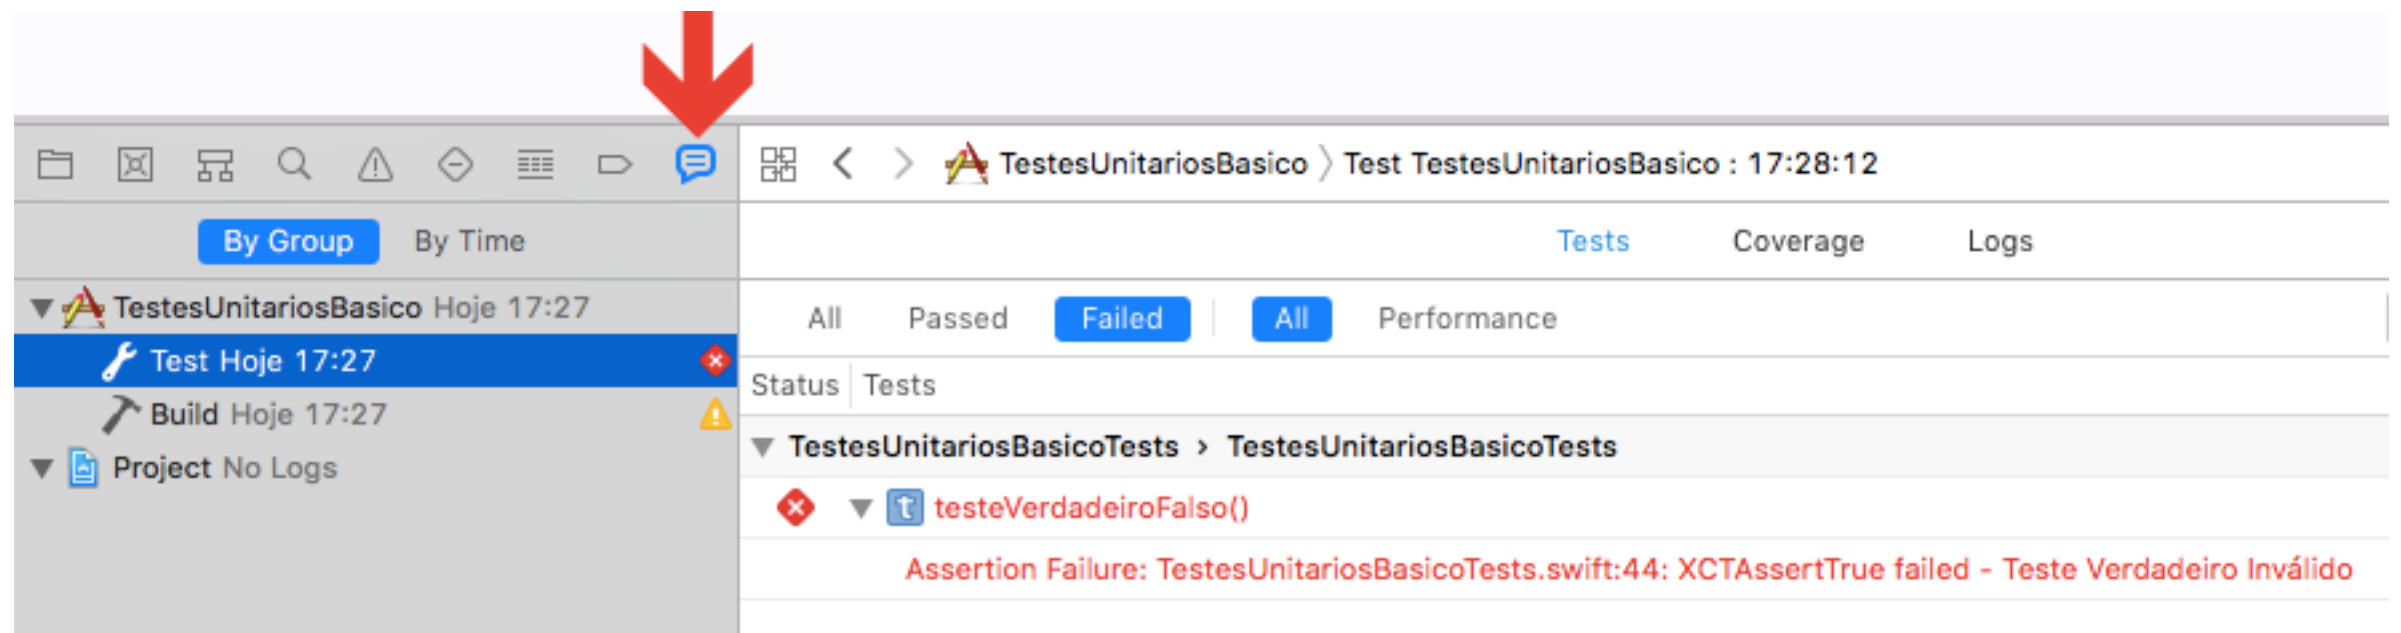 TestesUnitariosBasico 〉 Test TestesUnitariosBasico : 17:28:12
By Group By Time
Tests Coverage Logs
TestesUnitariosBasico Hoje 17:27
Test Hoje 17:27
Build Hoje 17:27
Project No Logs
All Passed Failed All Performance
Status Tests
TestesUnitariosBasicoTests › TestesUnitariosBasicoTests
t testeVerdadeiroFalso()
Assertion Failure: TestesUnitariosBasicoTests.swift:44: XCTAssertTrue failed - Teste Verdadeiro Inválido